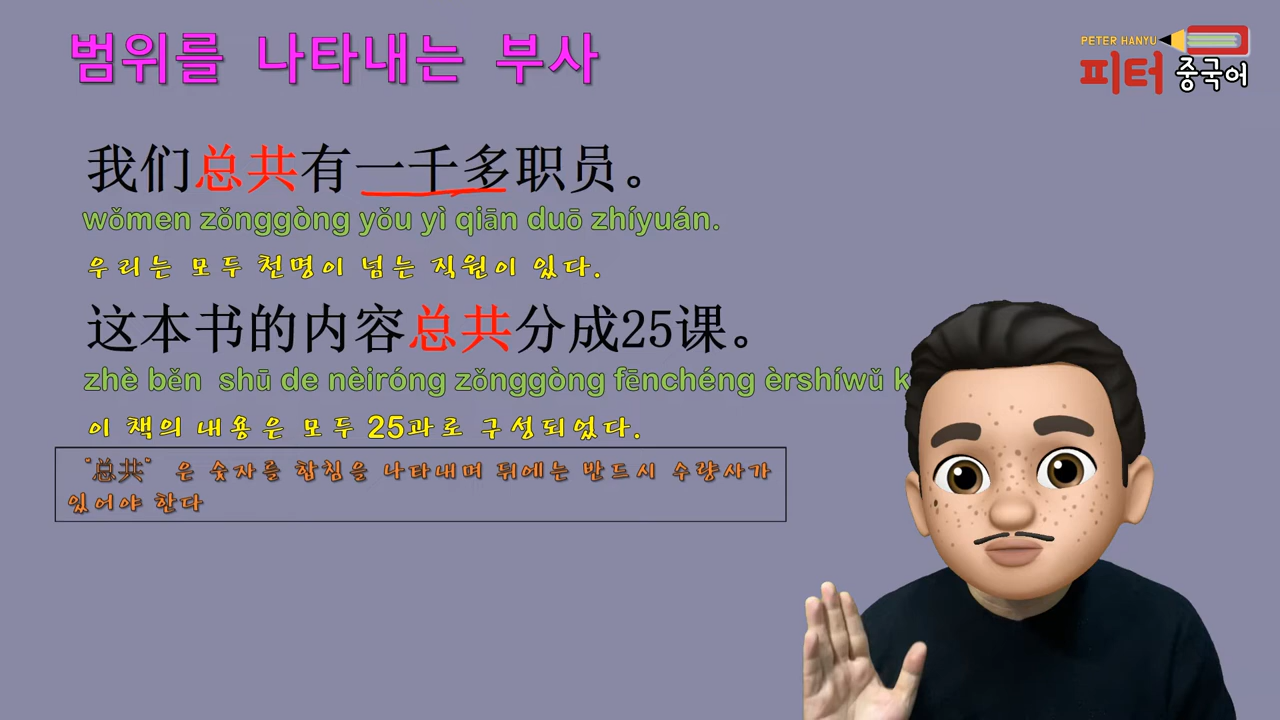 범위를 나타내는 부사
PETER HANYU
피터 중국어
我们总共有一千多职员。
wǒmen zǒnggòng yǒu yì qiān duō zhíyuán.
우리는 모두 천명이 넘는 직원이 있다.
这本书的内容总共分成25课。
zhè běn shū de nèiróng zǒnggòng fēnchéng èrshíwǔ k
이 책의 내용은 모두 25과로 구성되었다.
"总共" 은 숫자를 합침을 나타내며 뒤에는 반드시 수량사가
있어야 한다